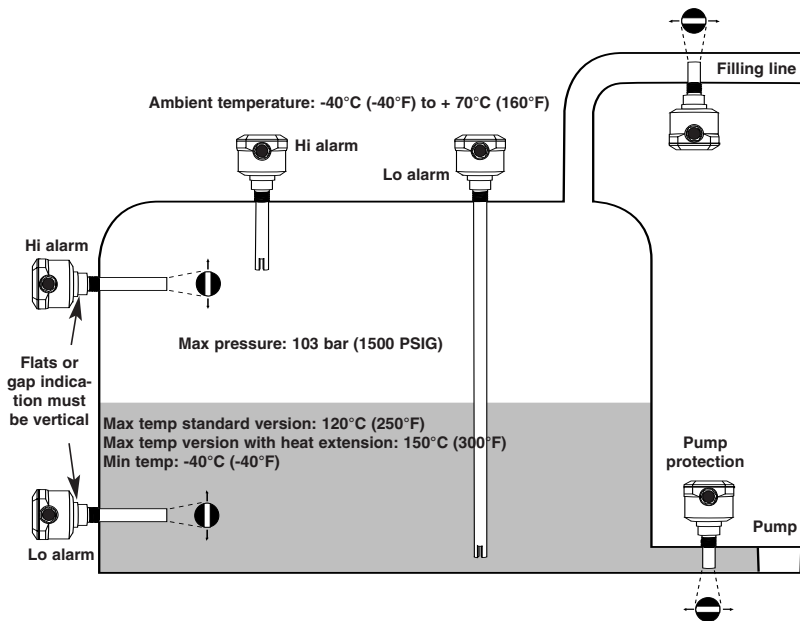 Filling line
Ambient temperature: -40°C (-40°F) to + 70°C (160°F)
Hi alarm
Lo alarm
Hi alarm
Max pressure: 103 bar (1500 PSIG)
Flats or
gap indica-
tion must
be vertical
Max temp standard version: 120°C (250°F)
Max temp version with heat extension: 150°C (300°F)
Min temp: -40°C (-40°F)
Pump
protection
Pump
Lo alarm